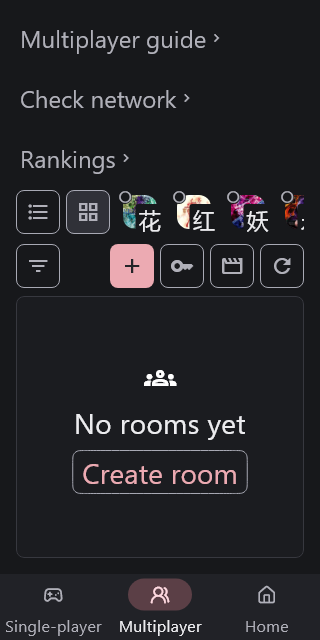 Multiplayer guide
Check network
Rankings
花 红 妖
No rooms yet
Create room
Single-player Multiplayer Home